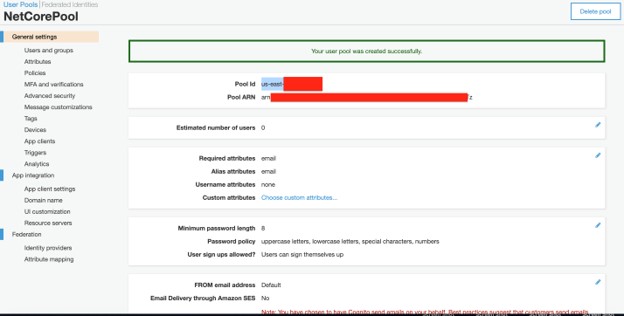 User Pools | Federated Identities
NetCorePool
Delete pool
General settings
Users and groups
Attributes
Policies
MFA and verifications
Advanced security
Message customizations
Tags
Devices
App clients
Triggers
Analytics
App integration
App client settings
Domain name
UI customization
Resource servers
Federation
Identity providers
Attribute mapping
Your user pool was created successfully.
Pool Id us-east-
Pool ARN arn z
Estimated number of users 0
Required attributes email
Alias attributes email
Username attributes none
Custom attributes Choose custom attributes...
Minimum password length 8
Password policy uppercase letters, lowercase letters, special characters, numbers
User sign ups allowed? Users can sign themselves up
FROM email address Default
Email Delivery through Amazon SES No
Note: You have chosen to have Cognito send emails on your behalf. Best practices suggest that customers send emails